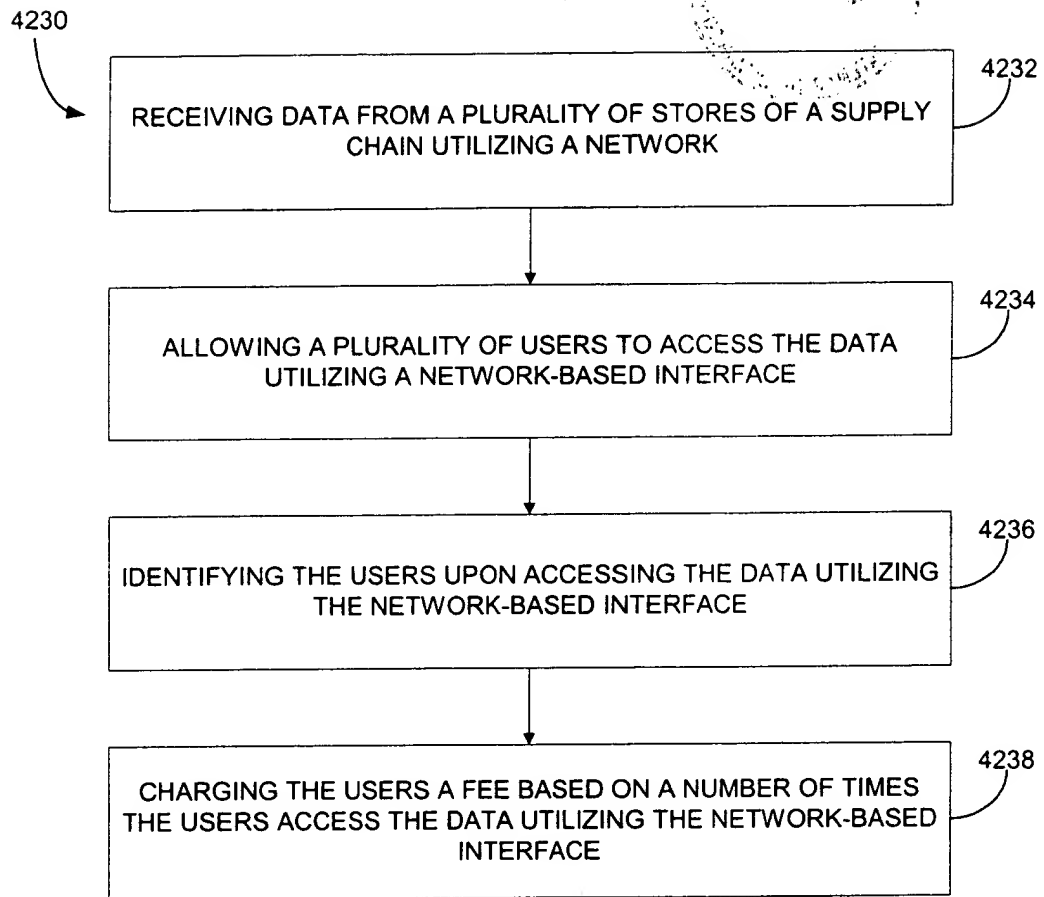 4230
4232
RECEIVING DATA FROM A PLURALITY OF STORES OF A SUPPLY
CHAIN UTILIZING A NETWORK
4234
ALLOWING A PLURALITY OF USERS TO ACCESS THE DATA
UTILIZING A NETWORK-BASED INTERFACE
4236
IDENTIFYING THE USERS UPON ACCESSING THE DATA UTILIZING
THE NETWORK-BASED INTERFACE
4238
CHARGING THE USERS A FEE BASED ON A NUMBER OF TIMES
THE USERS ACCESS THE DATA UTILIZING THE NETWORK-BASED
INTERFACE